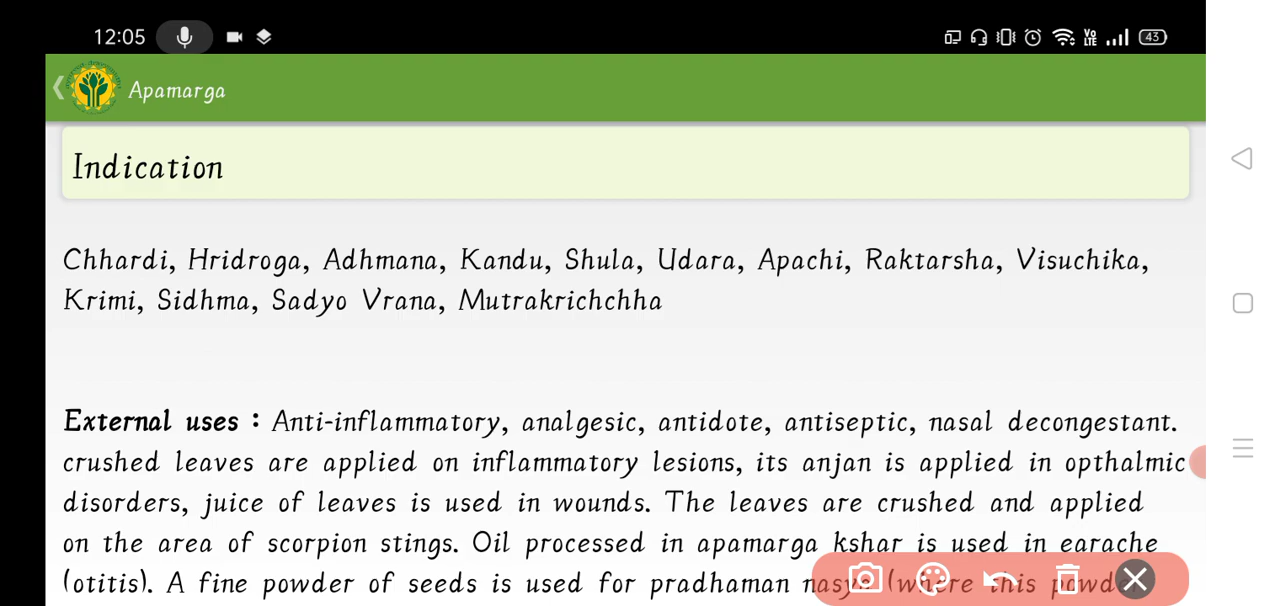 12:05
43
Apamarga
Indication
Chhardi, Hridroga, Adhmana, Kandu, Shula, Udara, Apachi, Raktarsha, Visuchika,
Krimi, Sidhma, Sadyo Vrana, Mutrakrichchha
External uses : Anti-inflammatory, analgesic, antidote, antiseptic, nasal decongestant.
crushed leaves are applied on inflammatory lesions, its anjan is applied in opthalmic
disorders, juice of leaves is used in wounds. The leaves are crushed and applied
on the area of scorpion stings. Oil processed in apamarga kshar is used in earache
(otitis). A fine powder of seeds is used for pradhaman (where this